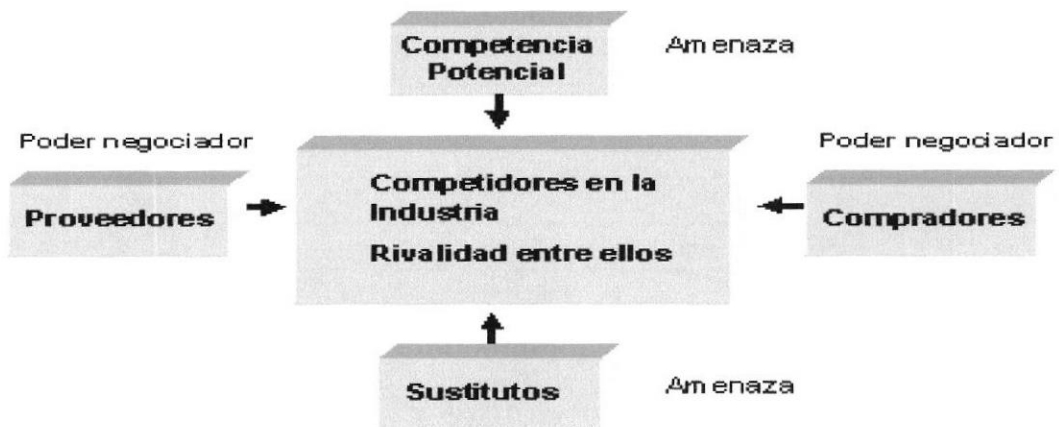 Competencia
Potencial
Amenaza
Poder negociador
Poder negociador
Proveedores
Competidores en la
Industria
Rivalidad entre ellos
Compradores
Sustitutos
Amenaza